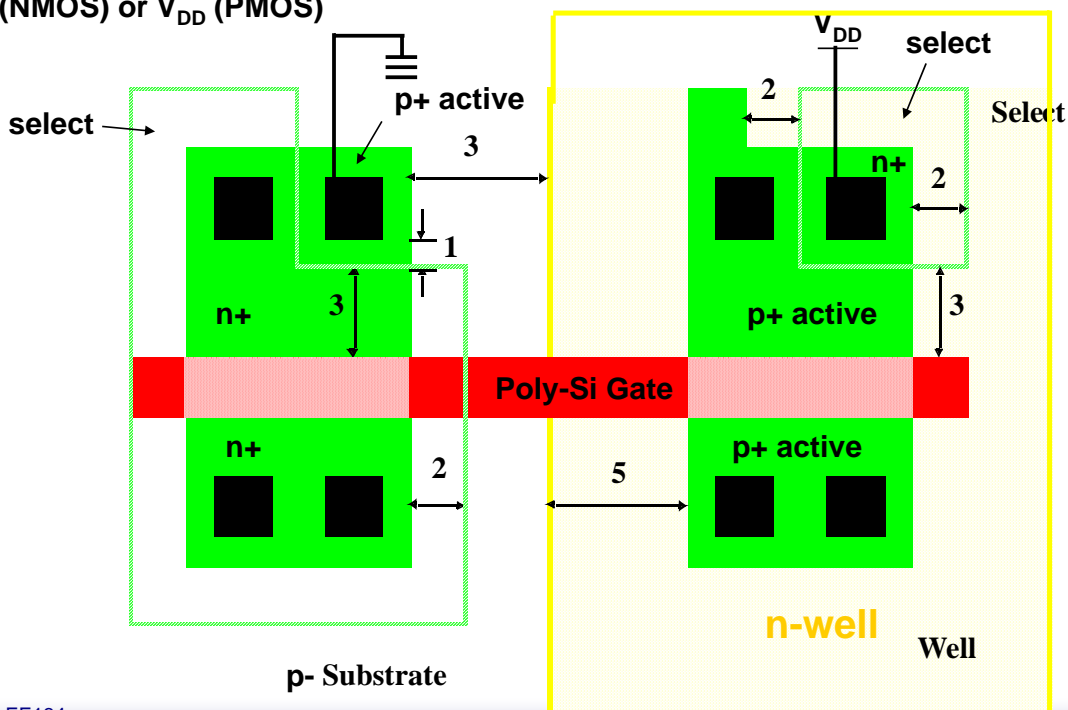 (NMOS) or VDD (PMOS)
VDD
select
p+ active
2
Select
select
3
n+
2
1
3
n+
p+ active
3
Poly-Si Gate
n+
p+ active
2
5
n-well
Well
p- Substrate